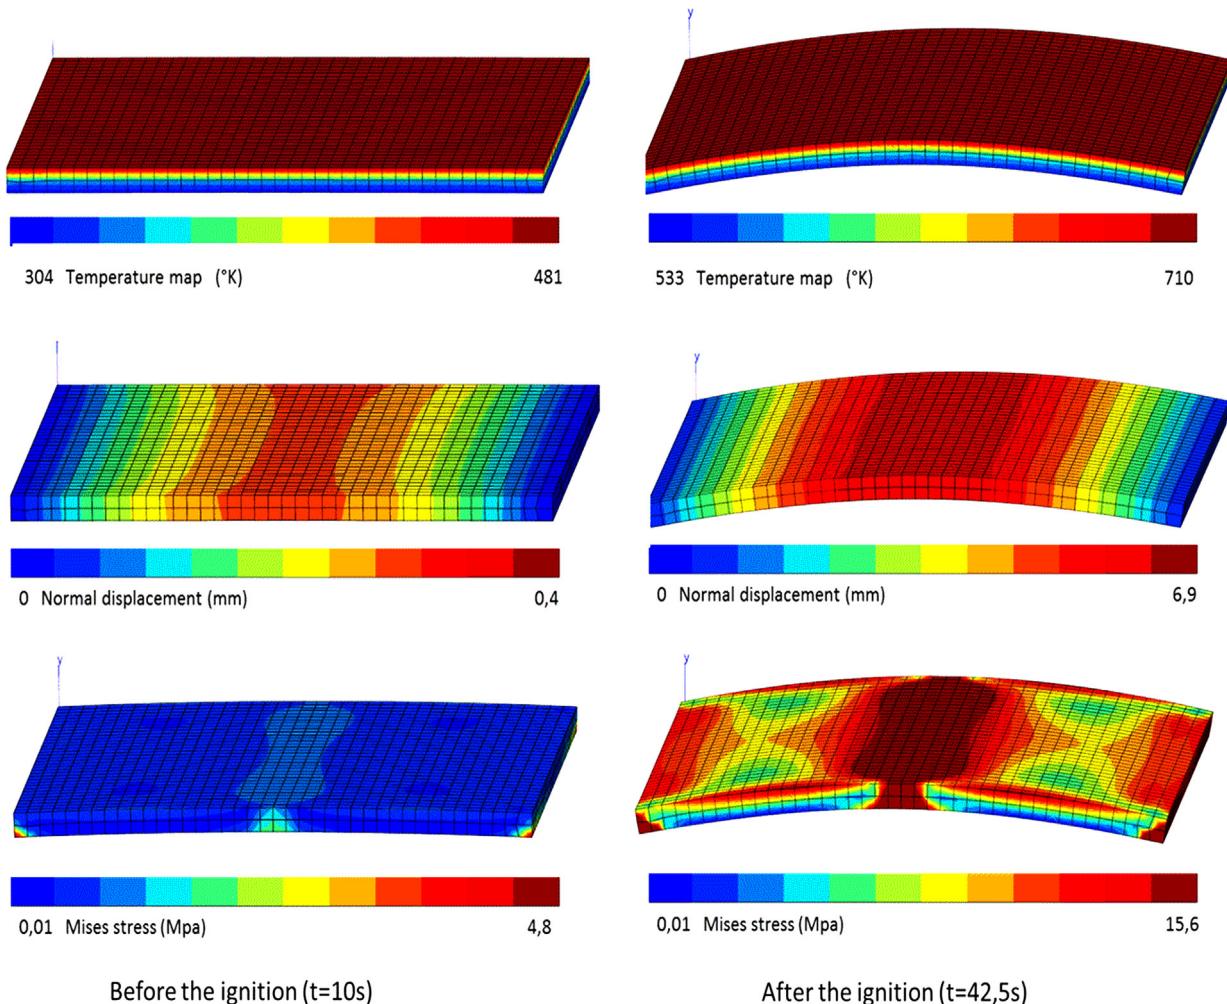 y
304 Temperature map (°K) 481
533 Temperature map (°K) 710
y
0 Normal displacement (mm) 0,4
0 Normal displacement (mm) 6,9
y
y
0,01 Mises stress (Mpa) 4,8
0,01 Mises stress (Mpa) 15,6
Before the ignition (t=10s)
After the ignition (t=42,5s)